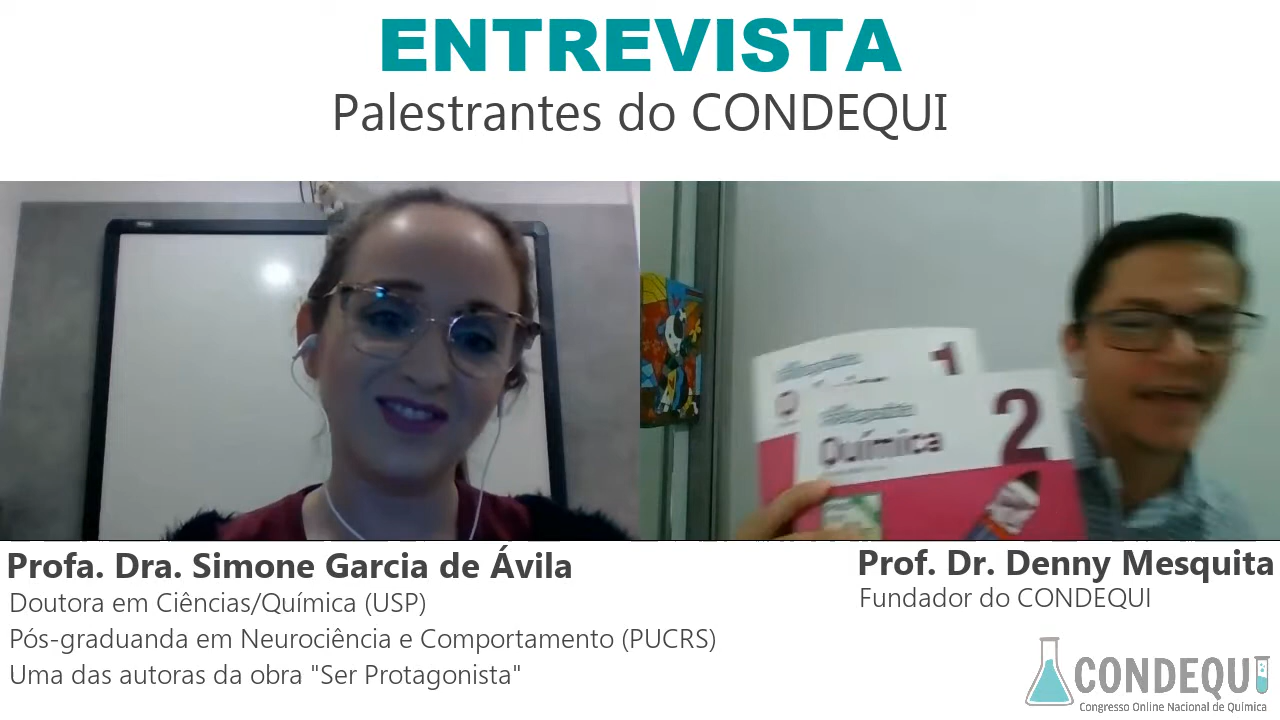 ENTREVISTA
Palestrantes do CONDEQUI
1
2
Química
Profa. Dra. Simone Garcia de Ávila
Doutora em Ciências/Química (USP)
Pós-graduanda em Neurociência e Comportamento (PUCRS)
Uma das autoras da obra "Ser Protagonista"
Prof. Dr. Denny Mesquita
Fundador do CONDEQUI
CONDEQUI
Congresso Online Nacional de Química